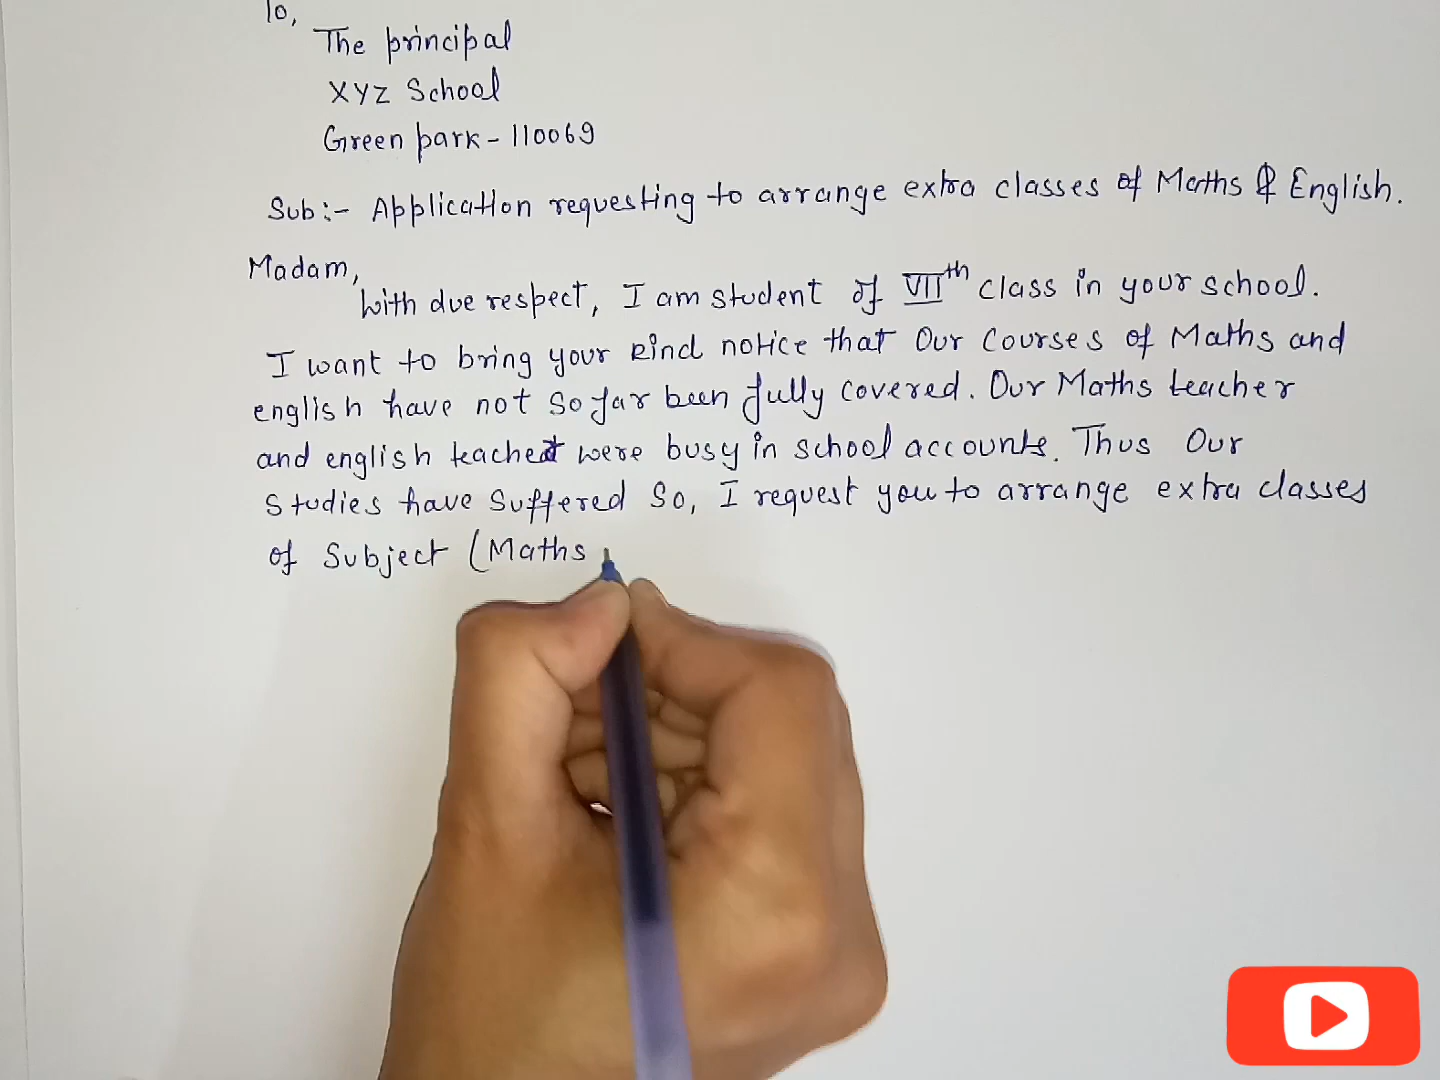 To,
The principal
XYZ School
Green park - 110069
Sub:- Application requesting to arrange extra classes of Maths & English.
Madam,
With due respect, I am student of VIIth class in your school.
I want to bring your kind notice that Our Courses of Maths and
english have not so far been fully covered. Our Maths teacher
and english teacher were busy in school accounts. Thus Our
studies have suffered So, I request you to arrange extra classes
of Subject (Maths